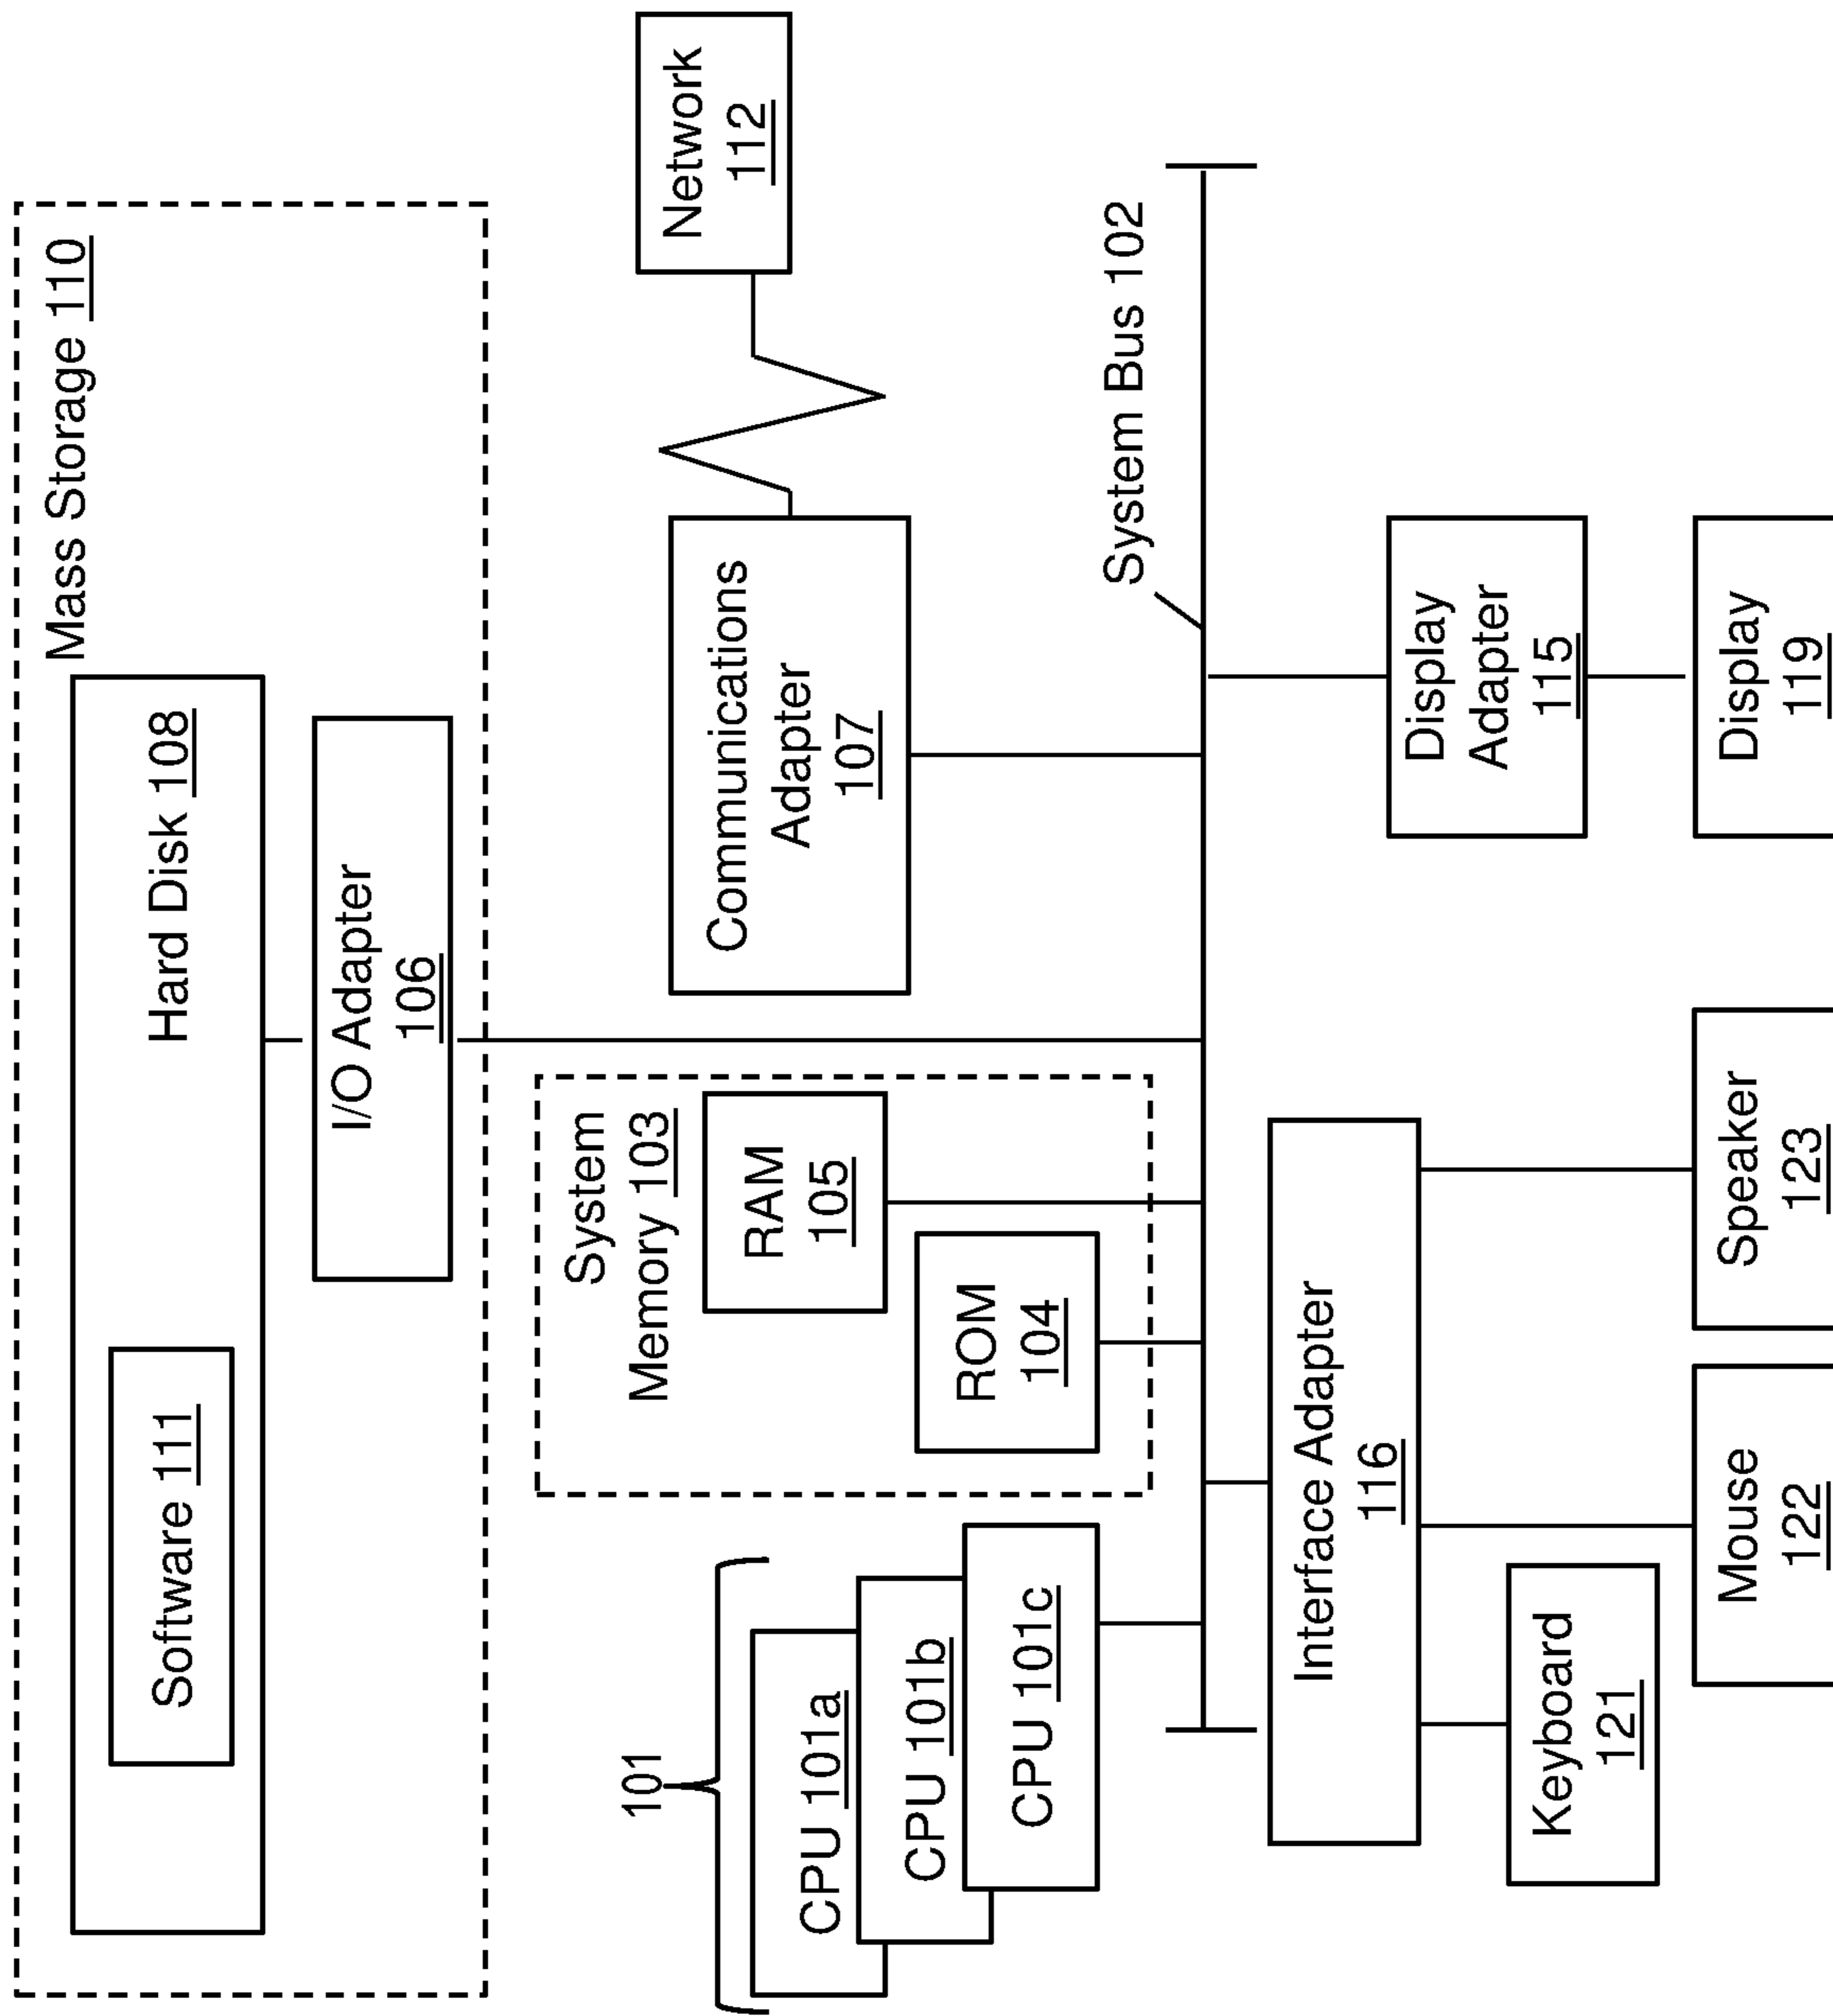 Mass Storage 110
Hard Disk 108
Software 111
I/O Adapter
106
101
CPU 101a
CPU 101b
CPU 101c
System
Memory 103
RAM
105
ROM
104
Communications
Adapter
107
Network
112
System Bus 102
Interface Adapter
116
Keyboard
121
Mouse
122
Speaker
123
Display
Adapter
115
Display
119